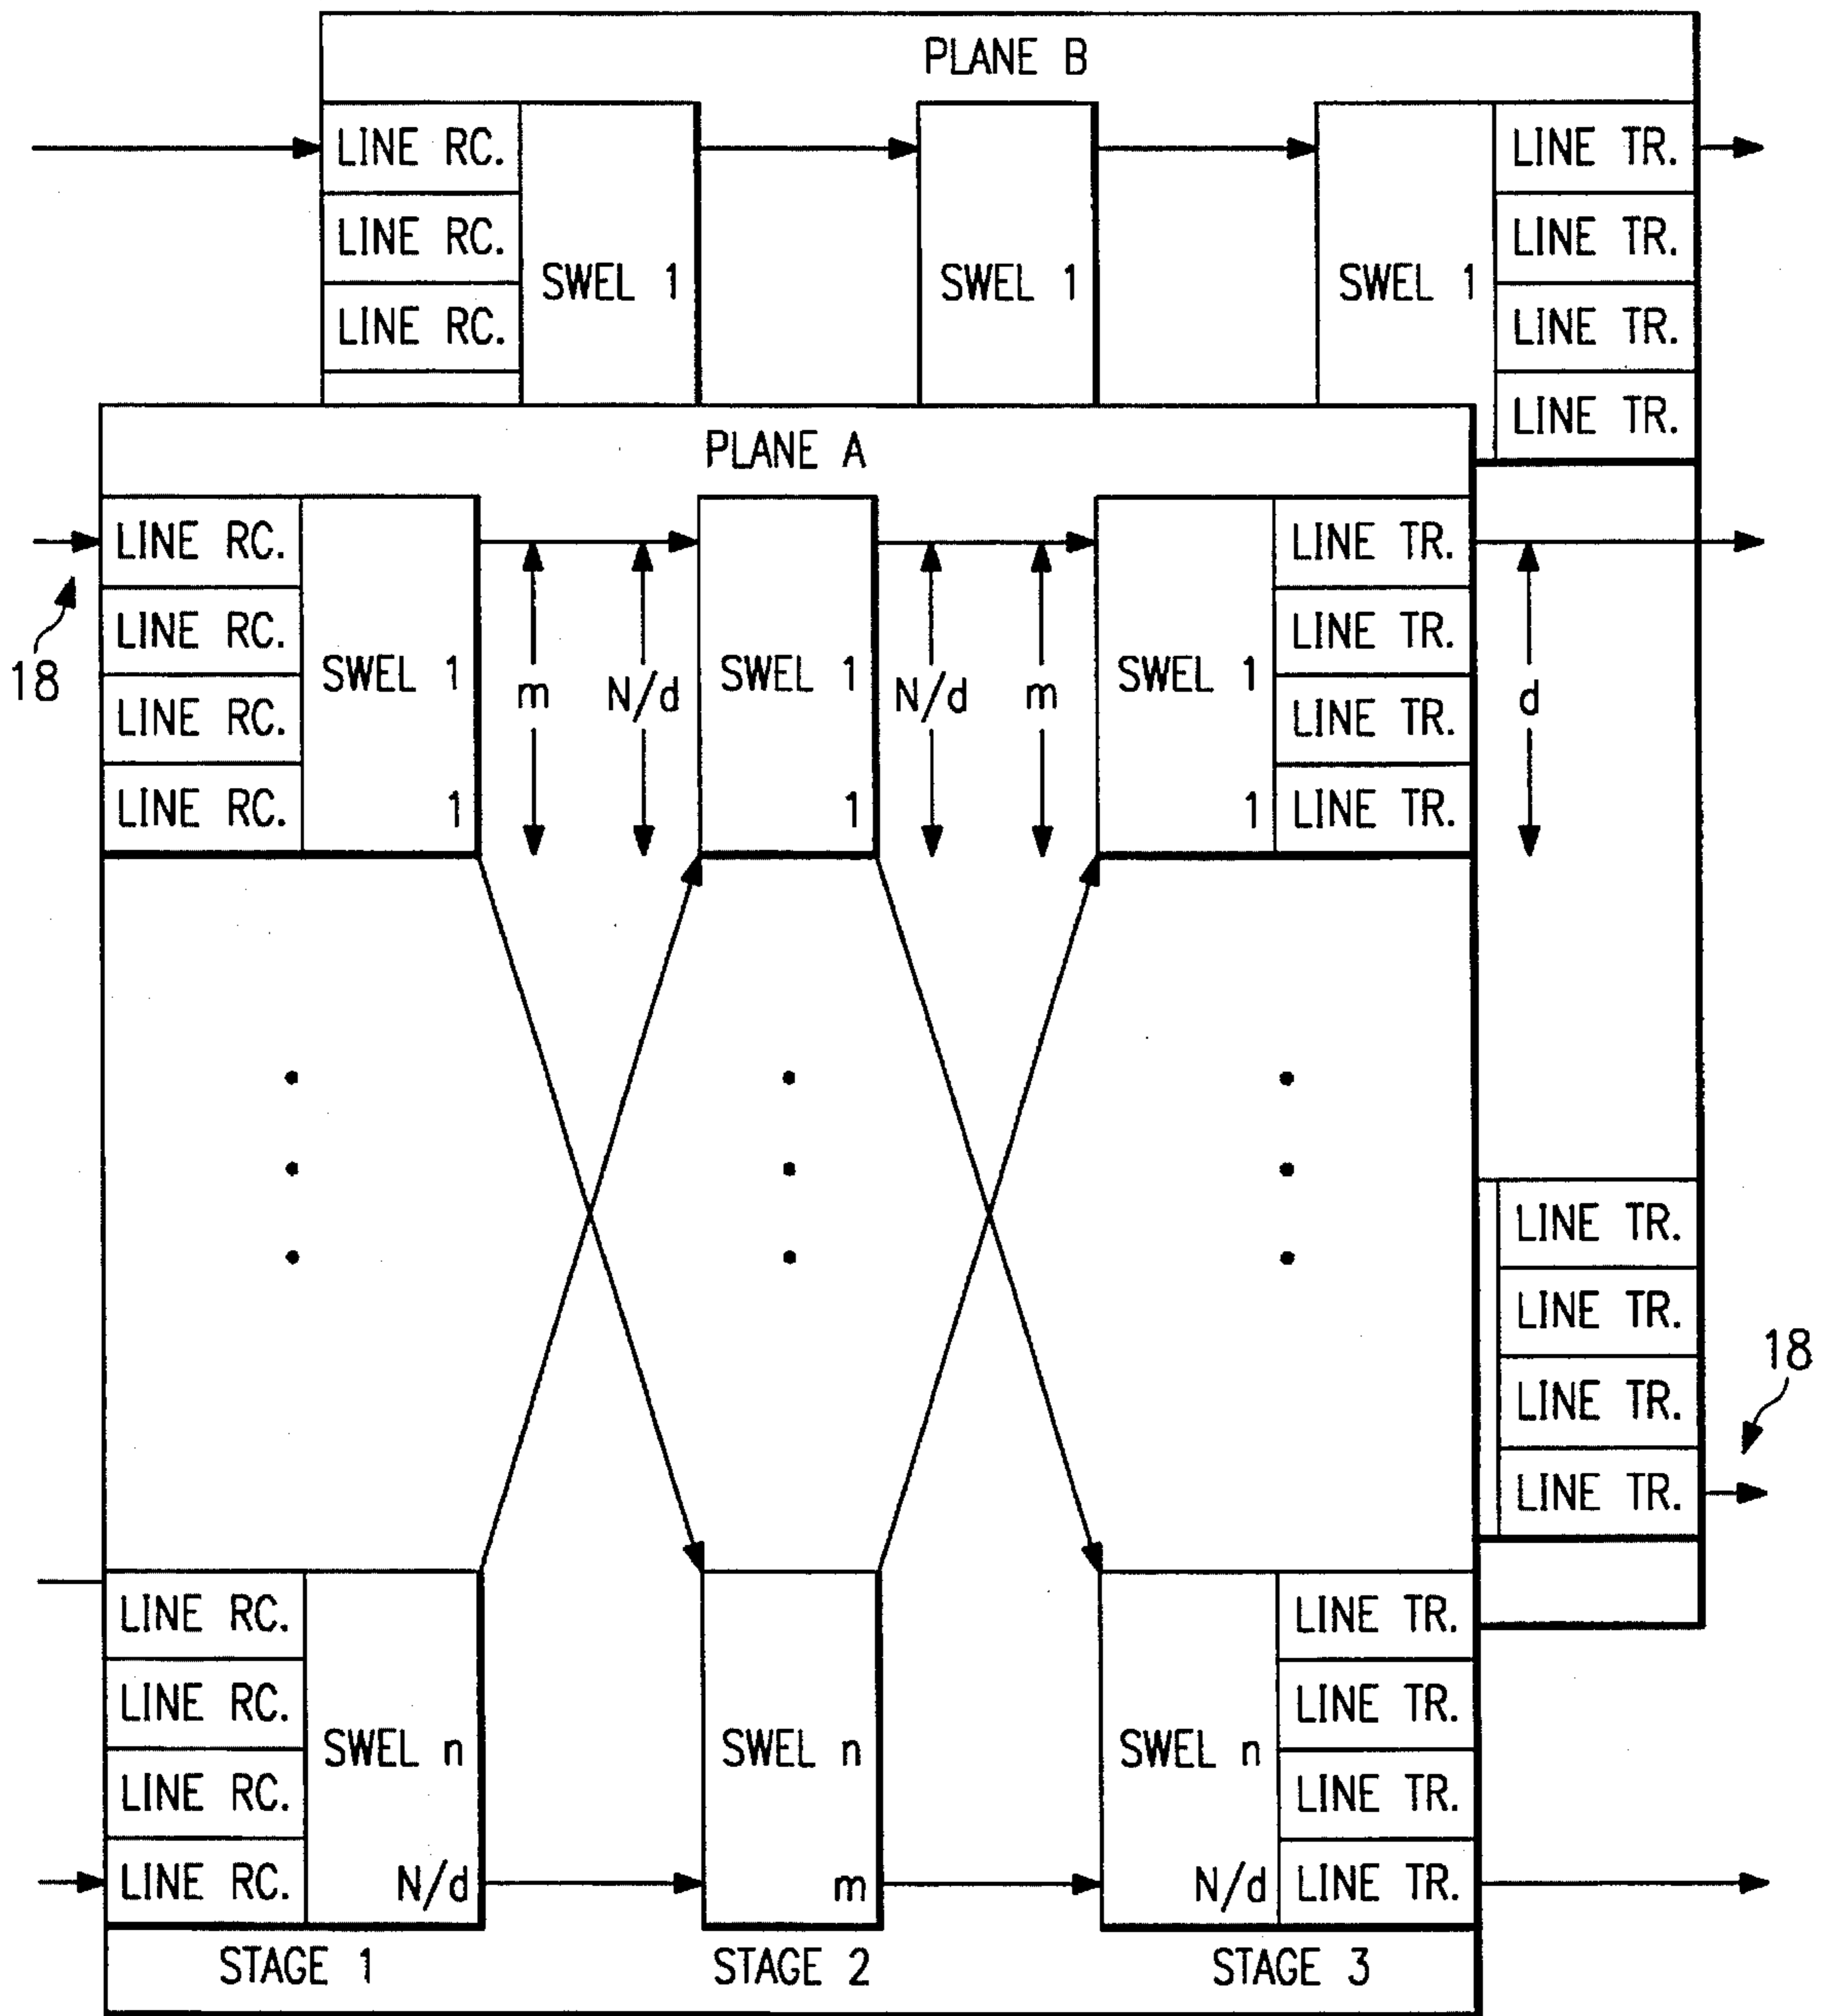 PLANE B
LINE RC.
LINE RC.
LINE RC.
SWEL 1
SWEL 1
SWEL 1
LINE TR.
LINE TR.
LINE TR.
LINE TR.
PLANE A
18
LINE RC.
LINE RC.
LINE RC.
LINE RC.
SWEL 1
1
m
N/d
SWEL 1
1
N/d
m
SWEL 1
1
LINE TR.
LINE TR.
LINE TR.
LINE TR.
d
LINE TR.
LINE TR.
LINE TR.
LINE TR.
18
LINE RC.
LINE RC.
LINE RC.
LINE RC.
SWEL n
N/d
SWEL n
m
SWEL n
N/d
LINE TR.
LINE TR.
LINE TR.
LINE TR.
STAGE 1
STAGE 2
STAGE 3